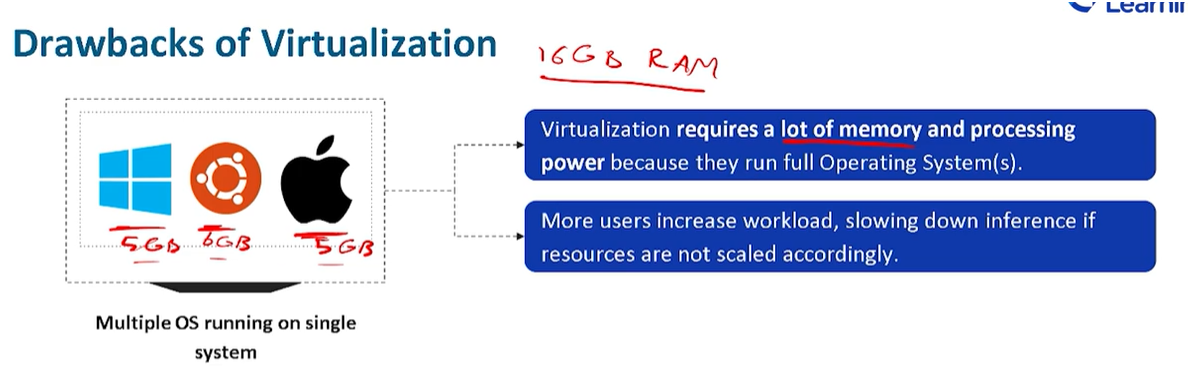 Learnin
Drawbacks of Virtualization
16GB RAM
Virtualization requires a lot of memory and processing
power because they run full Operating System(s).
5GB 6GB 5GB
More users increase workload, slowing down inference if
resources are not scaled accordingly.
Multiple OS running on single
system